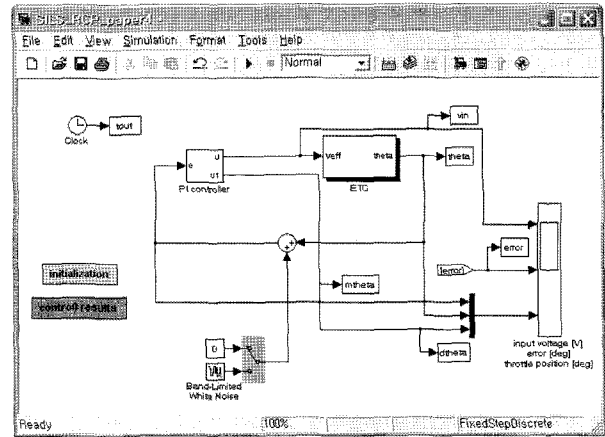 SILS_RCP_paper4
File Edit View Simulation Format Tools Help
Normal
Clock
tout
vin
e
u
u1
PI controller
Veff
theta
ETC
theta
error
[error]
initialization
control results
mtheta
dtheta
0
Band-Limited
White Noise
input voltage [V]
error [deg]
throttle position [deg]
Ready
100%
FixedStepDiscrete